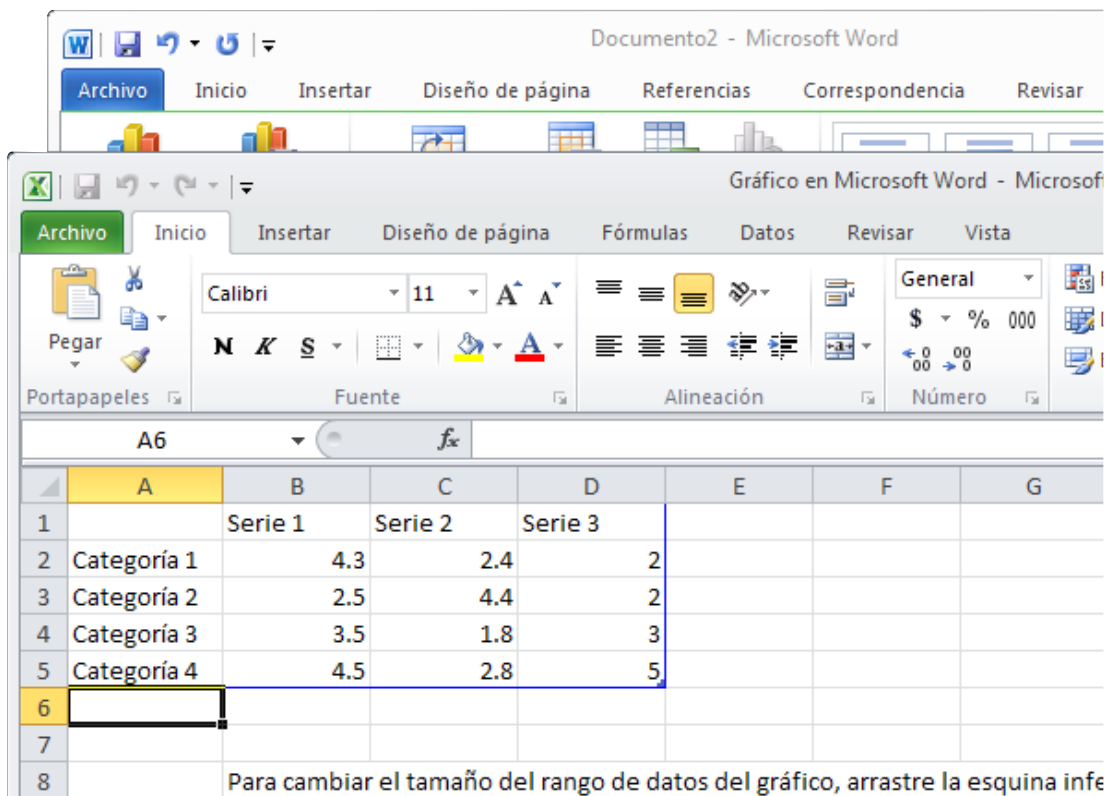 Documento2 - Microsoft Word
Archivo Inicio Insertar Diseño de página Referencias Correspondencia Revisar
Gráfico en Microsoft Word - Microsoft
Archivo Inicio Insertar Diseño de página Fórmulas Datos Revisar Vista
Calibri 11 General
$ % 000
Pegar
N K S A
Portapapeles Fuente Alineación Número
A6 fx
A B C D E F G
1 Serie 1 Serie 2 Serie 3
2 Categoría 1 4.3 2.4 2
3 Categoría 2 2.5 4.4 2
4 Categoría 3 3.5 1.8 3
5 Categoría 4 4.5 2.8 5
6
7
8 Para cambiar el tamaño del rango de datos del gráfico, arrastre la esquina infe